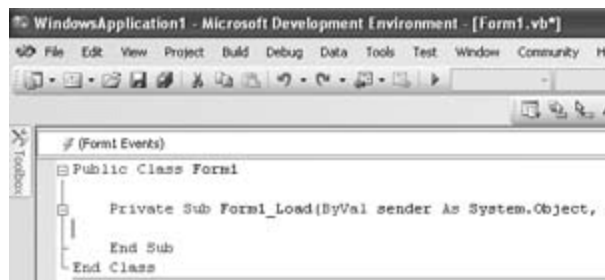 WindowsApplication1 - Microsoft Development Environment - [Form1.vb*]
File Edit View Project Build Debug Data Tools Test Window Community H
Toolbox
(Form1 Events)
Public Class Form1
Private Sub Form1_Load(ByVal sender As System.Object,
End Sub
End Class